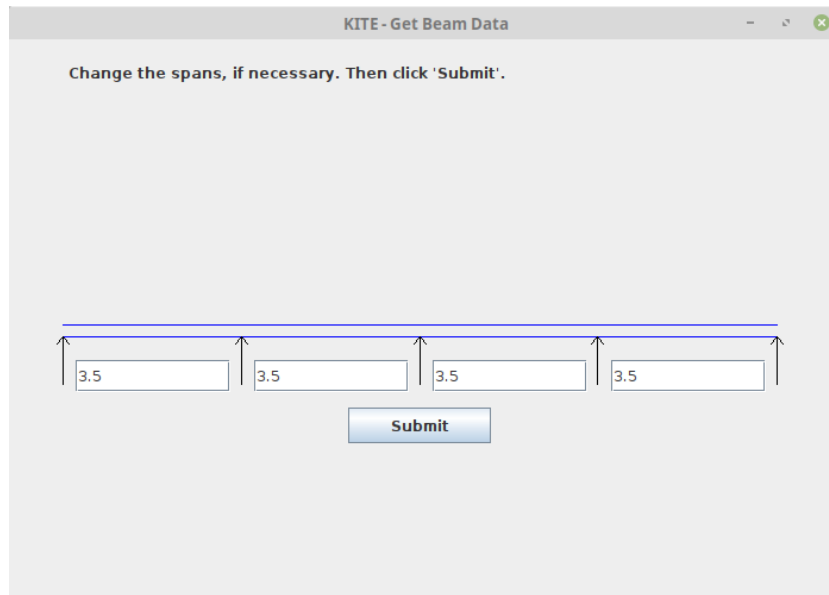 KITE - Get Beam Data
Change the spans, if necessary. Then click 'Submit'.
3.5 3.5 3.5 3.5
Submit